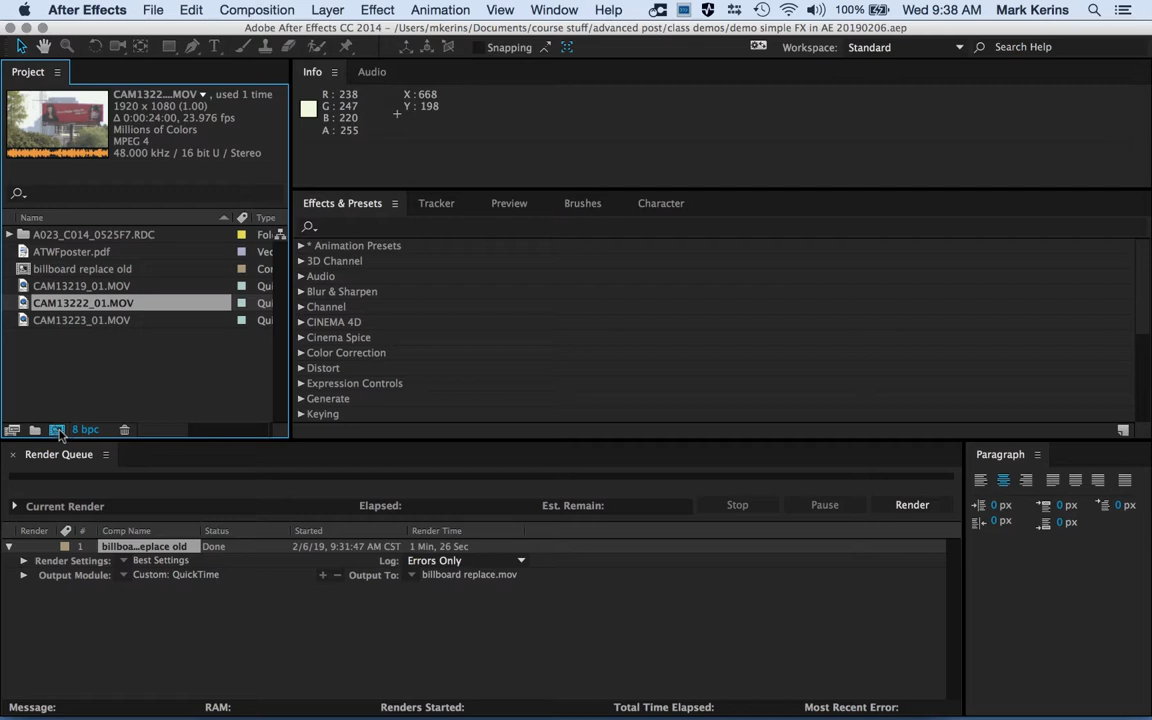 After Effects File Edit Composition Layer Effect Animation View Window Help 100% Wed 9:38 AM Mark Kerins
Adobe After Effects CC 2014 - /Users/mkerins/Documents/course stuff/advanced post/class demos/demo simple FX in AE 20190206.aep
Snapping Workspace: Standard Search Help
Project Info Audio
CAM1322....MOV , used 1 time
1920 x 1080 (1.00)
Δ 0:00:24:00, 23.976 fps
Millions of Colors
MPEG 4
48.000 kHz / 16 bit U / Stereo
R : 238 X : 668
G : 247 Y : 198
B : 220
A : 255
Effects & Presets Tracker Preview Brushes Character
Name Type
A023_C014_0525F7.RDC Fol
ATWFposter.pdf Vec
billboard replace old Cor
CAM13219_01.MOV Qui
CAM13222_01.MOV Qui
CAM13223_01.MOV Qui
8 bpc
* Animation Presets
3D Channel
Audio
Blur & Sharpen
Channel
CINEMA 4D
Cinema Spice
Color Correction
Distort
Expression Controls
Generate
Keying
Render Queue
Current Render Elapsed: Est. Remain: Stop Pause Render
Render # Comp Name Status Started Render Time
1 billboa...eplace old Done 2/6/19, 9:31:47 AM CST 1 Min, 26 Sec
Render Settings: Best Settings Log: Errors Only
Output Module: Custom: QuickTime Output To: billboard replace.mov
Paragraph
0 px 0 px 0 px
0 px 0 px
Message: RAM: Renders Started: Total Time Elapsed: Most Recent Error: